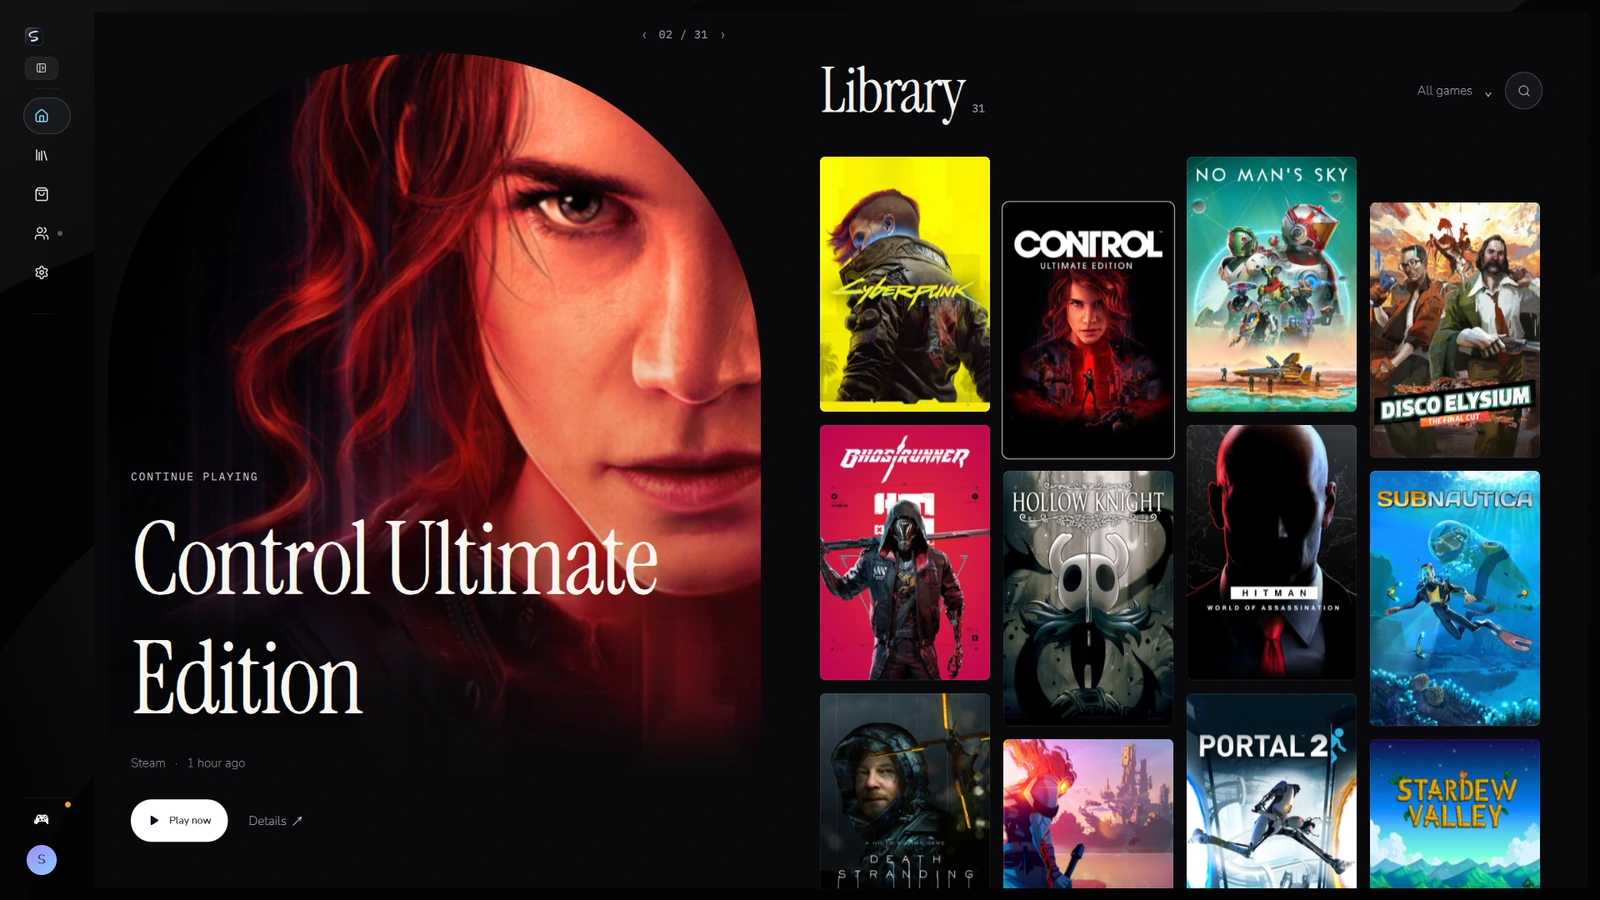 S
02 / 31
CONTINUE PLAYING
Control Ultimate
Edition
Steam · 1 hour ago
Play now
Details
S
Library 31
All games
CYBERPUNK
CONTROL
ULTIMATE EDITION
NO MAN'S SKY
DISCO ELYSIUM
THE FINAL CUT
GHOSTRUNNER
HOLLOW KNIGHT
HITMAN
WORLD OF ASSASSINATION
SUBNAUTICA
DEATH
STRANDING
PORTAL 2
STARDEW
VALLEY